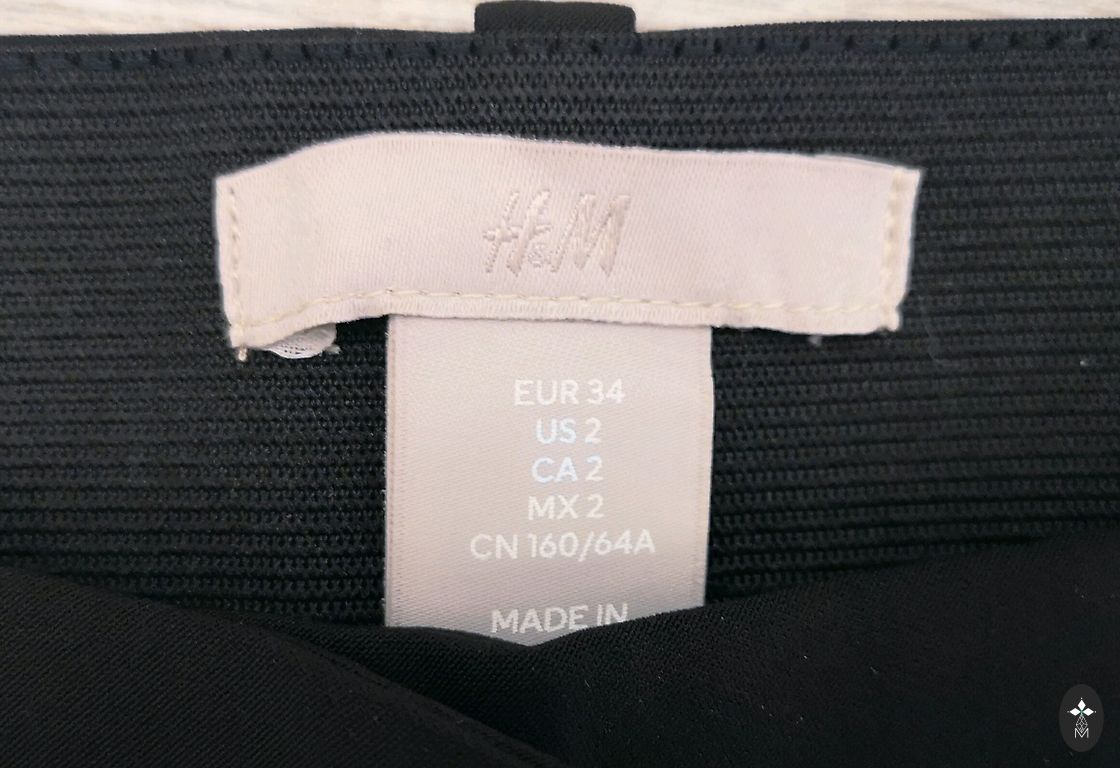 H&M
EUR 34
US 2
CA 2
MX 2
CN 160/64A
MADE IN
M